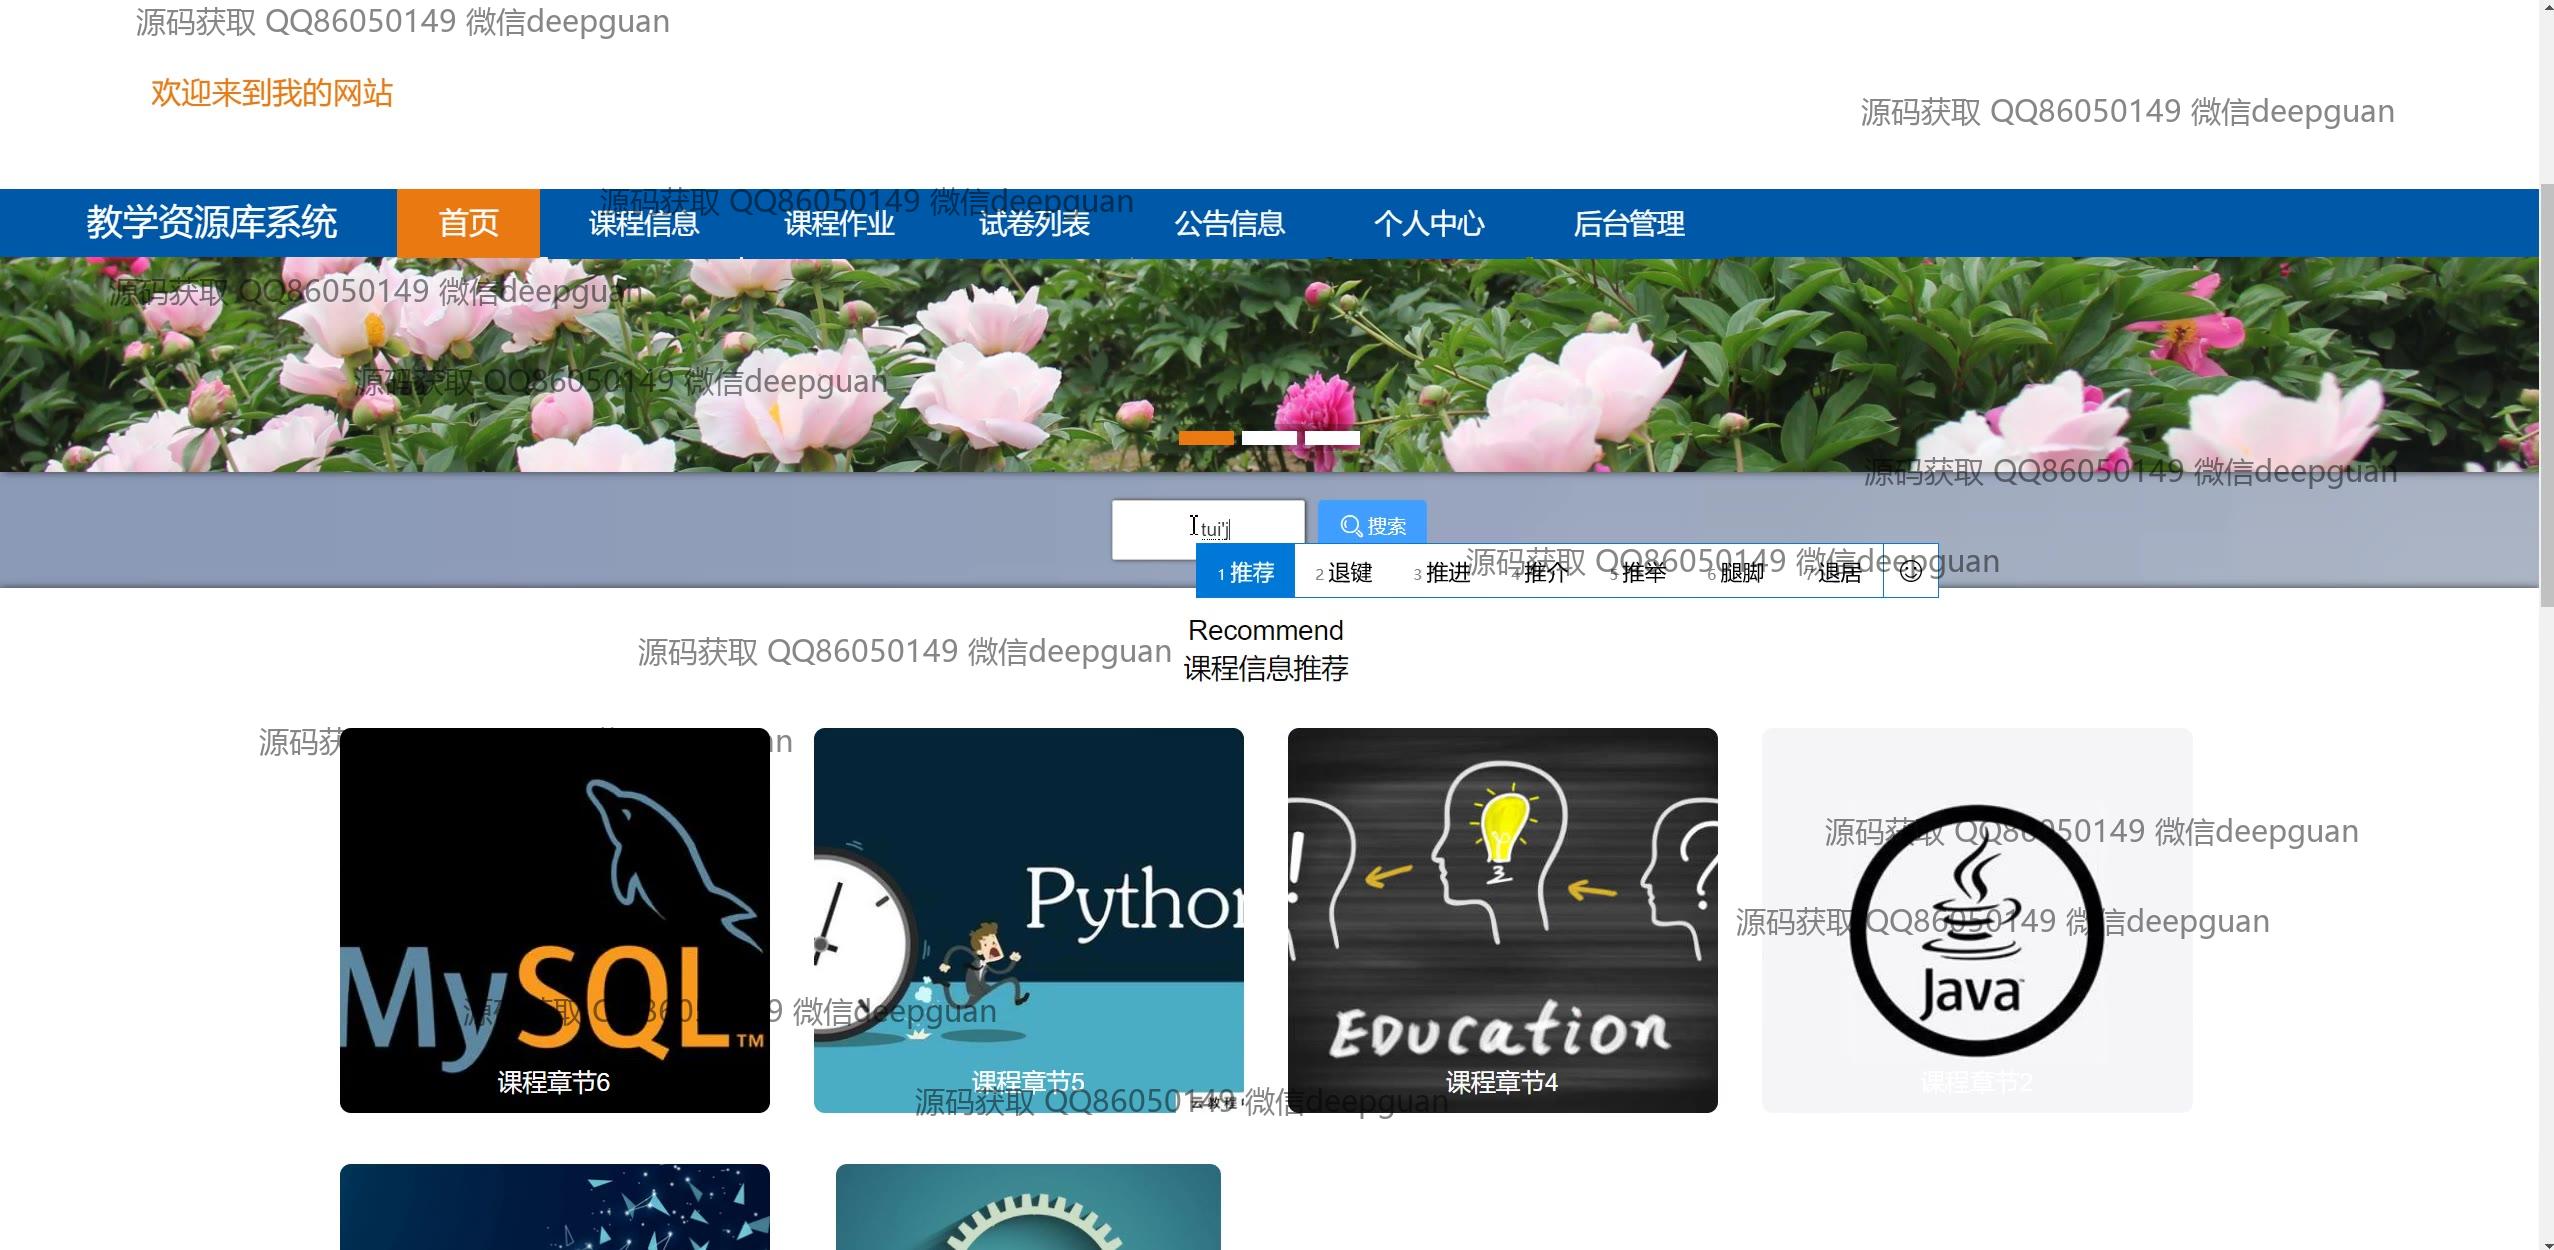 源码获取 QQ86050149 微信deepguan
欢迎来到我的网站
源码获取 QQ86050149 微信deepguan
源码获取 QQ86050149 微信deepguan
教学资源库系统 首页 课程信息 课程作业 试卷列表 公告信息 个人中心 后台管理
源码获取 QQ86050149 微信deepguan
源码获取 QQ86050149 微信deepguan
源码获取 QQ86050149 微信deepguan
tui'j 搜索
源码获取 QQ86050149 微信deepguan
1 推荐 2 退键 3 推进 4 推介 5 推举 6 腿脚 7 退居
Recommend
源码获取 QQ86050149 微信deepguan
课程信息推荐
源码获
an
源码获取 QQ86050149 微信deepguan
Python
源码获取 QQ86050149 微信deepguan
MySQL TM
Java
源码获取 QQ86050149 微信deepguan
Education
课程章节6
课程章节5
课程章节4
课程章节2
源码获取 QQ86050149 微信deepguan